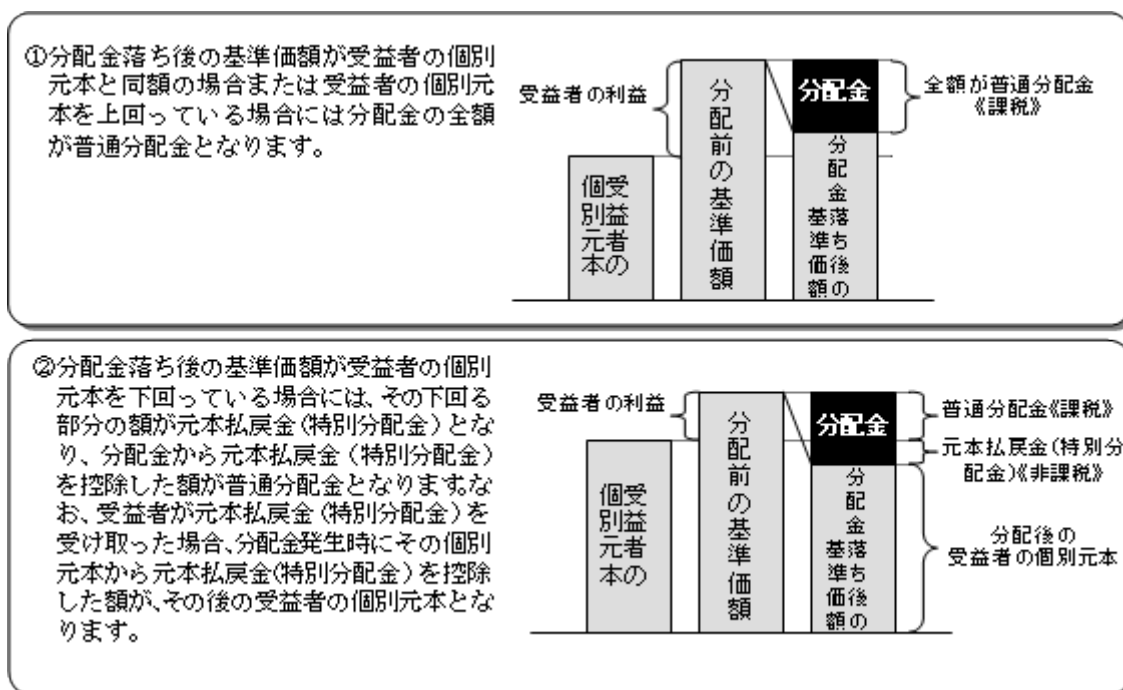 ①分配金落ち後の基準価額が受益者の個別
元本と同額の場合または受益者の個別元
本を上回っている場合には分配金の全額
が普通分配金となります。
受益者の利益
個別元本の
受益者の
分配前の基準価額
分配金
分配金落ち後の
基準価額
全額が普通分配金
《課税》
②分配金落ち後の基準価額が受益者の個別
元本を下回っている場合には、その下回る
部分の額が元本払戻金(特別分配金)とな
り、分配金から元本払戻金(特別分配金)
を控除した額が普通分配金となります。な
お、受益者が元本払戻金(特別分配金)を
受け取った場合、分配金発生時にその個別
元本から元本払戻金(特別分配金)を控除
した額が、その後の受益者の個別元本とな
ります。
受益者の利益
受益者の
個別元本
分配前の基準価額
分配金
分配金落ち後の
基準価額
普通分配金《課税》
元本払戻金(特別分
配金)《非課税》
分配後の
受益者の個別元本